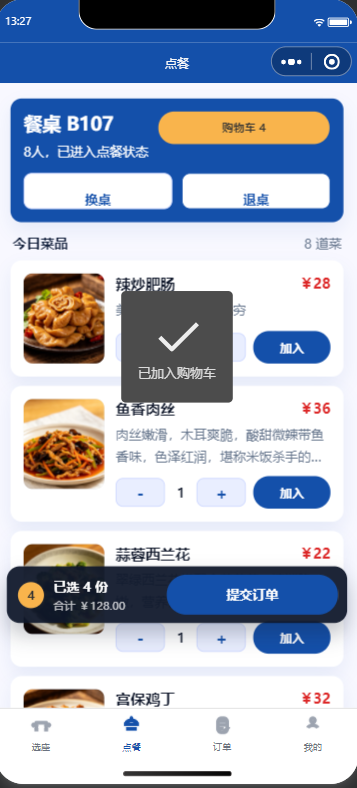 13:27
点餐
餐桌 B107
购物车 4
8人，已进入点餐状态
换桌
退桌
今日菜品
8 道菜
辣炒肥肠
￥28
已加入购物车
加入
鱼香肉丝
￥36
肉丝嫩滑，木耳爽脆，酸甜微辣带鱼
香味，色泽红润，堪称米饭杀手的...
-
1
+
加入
蒜蓉西兰花
￥22
4
已选 4 份
合计 ￥128.00
提交订单
-
1
+
加入
宫保鸡丁
￥32
选座
点餐
订单
我的